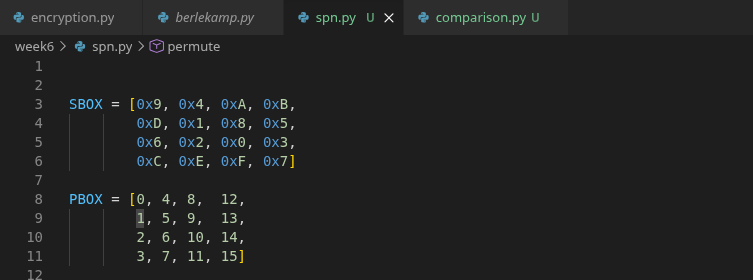 encryption.py berlekamp.py spn.py U comparison.py U
week6 > spn.py > permute
1
2
3 SBOX = [0x9, 0x4, 0xA, 0xB,
4 0xD, 0x1, 0x8, 0x5,
5 0x6, 0x2, 0x0, 0x3,
6 0xC, 0xE, 0xF, 0x7]
7
8 PBOX = [0, 4, 8,  12,
9 1, 5, 9,  13,
10 2, 6, 10, 14,
11 3, 7, 11, 15]
12